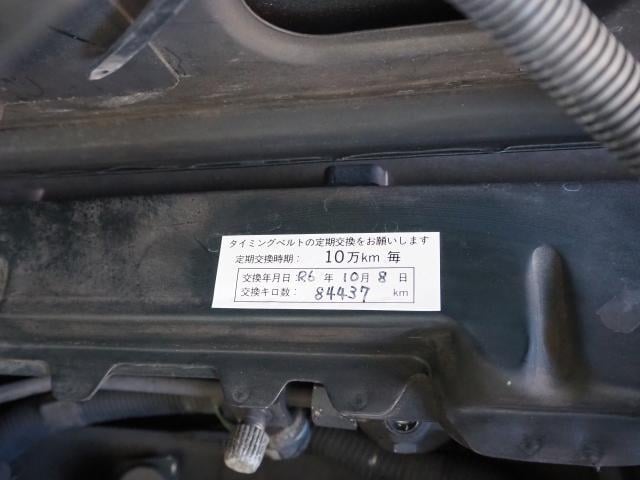 タイミングベルトの定期交換をお願いします
定期交換時期： 10万km 毎
交換年月日：R6 年 10月 8 日
交換キロ数： 84437 km